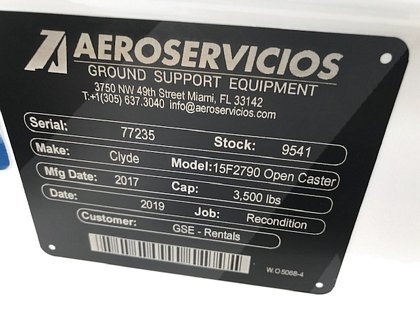 AEROSERVICIOS
GROUND SUPPORT EQUIPMENT
3750 NW 49th Street Miami, FL 33142
T:+1(305) 637.3040 info@aeroservicios.com
Serial: 77235 Stock: 9541
Make: Clyde Model: 15F2790 Open Caster
Mfg Date: 2017 Cap: 3,500 lbs
Date: 2019 Job: Recondition
Customer: GSE - Rentals
W.O 5068-4